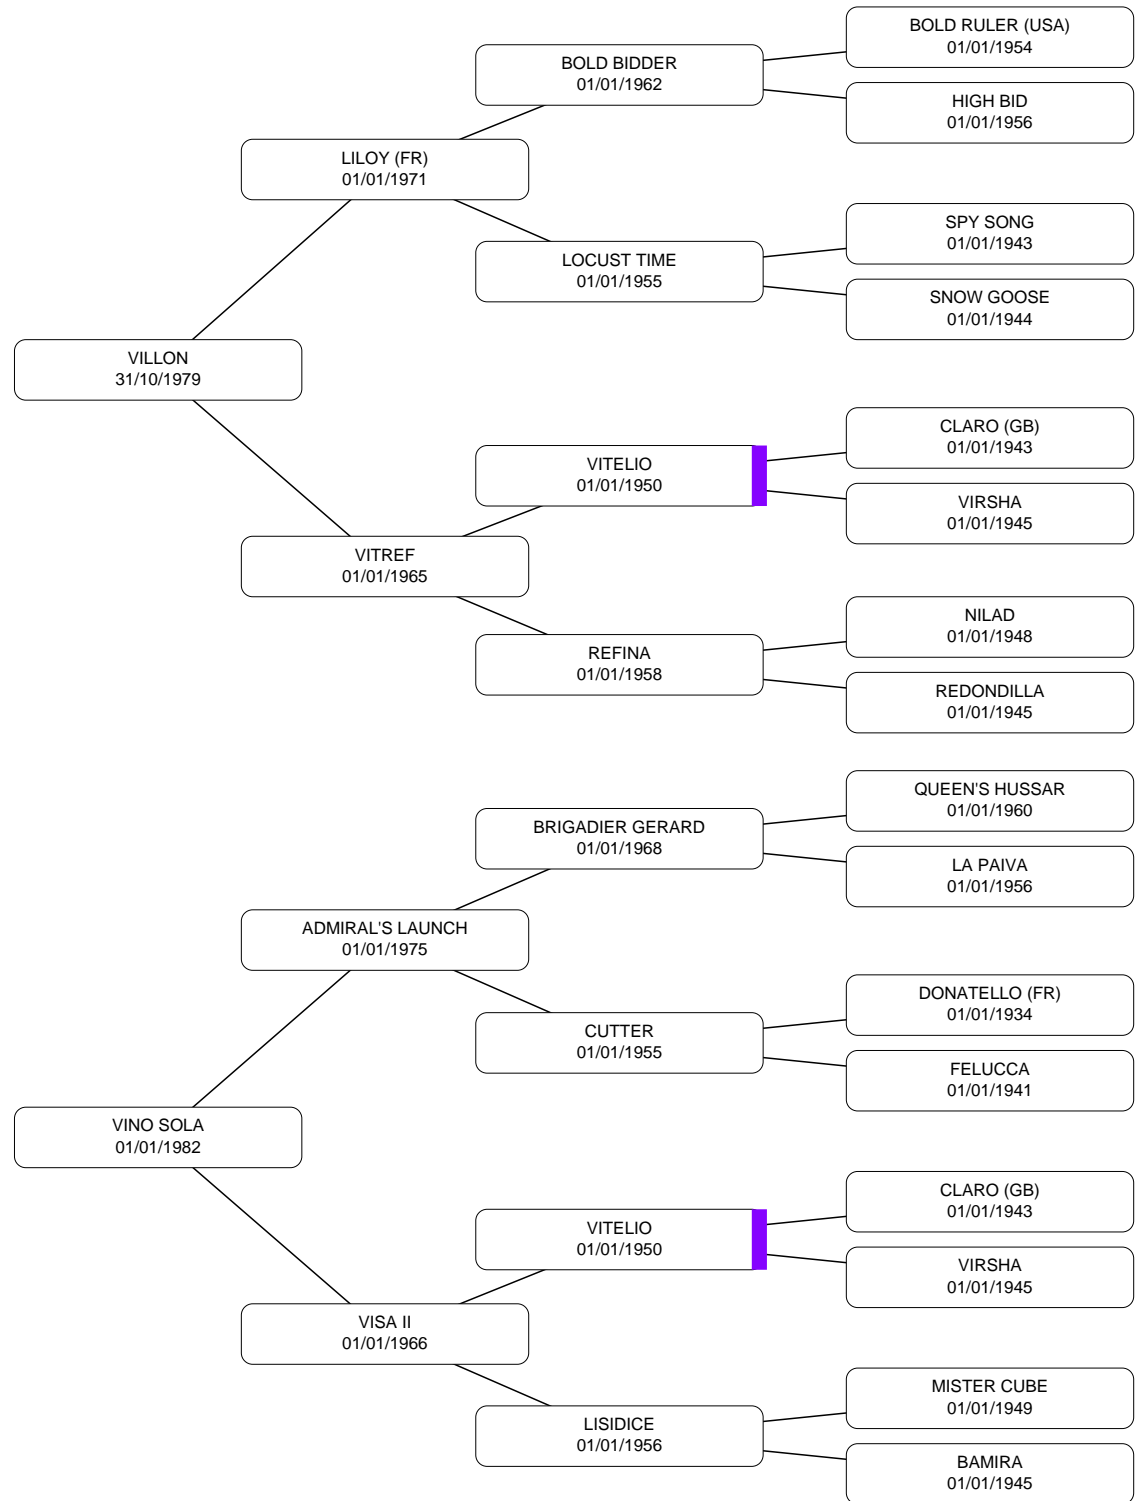 BOLD RULER (USA)
01/01/1954
BOLD BIDDER
01/01/1962
HIGH BID
01/01/1956
LILOY (FR)
01/01/1971
SPY SONG
01/01/1943
LOCUST TIME
01/01/1955
SNOW GOOSE
01/01/1944
VILLON
31/10/1979
CLARO (GB)
01/01/1943
VITELIO
01/01/1950
VIRSHA
01/01/1945
VITREF
01/01/1965
NILAD
01/01/1948
REFINA
01/01/1958
REDONDILLA
01/01/1945
QUEEN'S HUSSAR
01/01/1960
BRIGADIER GERARD
01/01/1968
LA PAIVA
01/01/1956
ADMIRAL'S LAUNCH
01/01/1975
DONATELLO (FR)
01/01/1934
CUTTER
01/01/1955
FELUCCA
01/01/1941
VINO SOLA
01/01/1982
CLARO (GB)
01/01/1943
VITELIO
01/01/1950
VIRSHA
01/01/1945
VISA II
01/01/1966
MISTER CUBE
01/01/1949
LISIDICE
01/01/1956
BAMIRA
01/01/1945